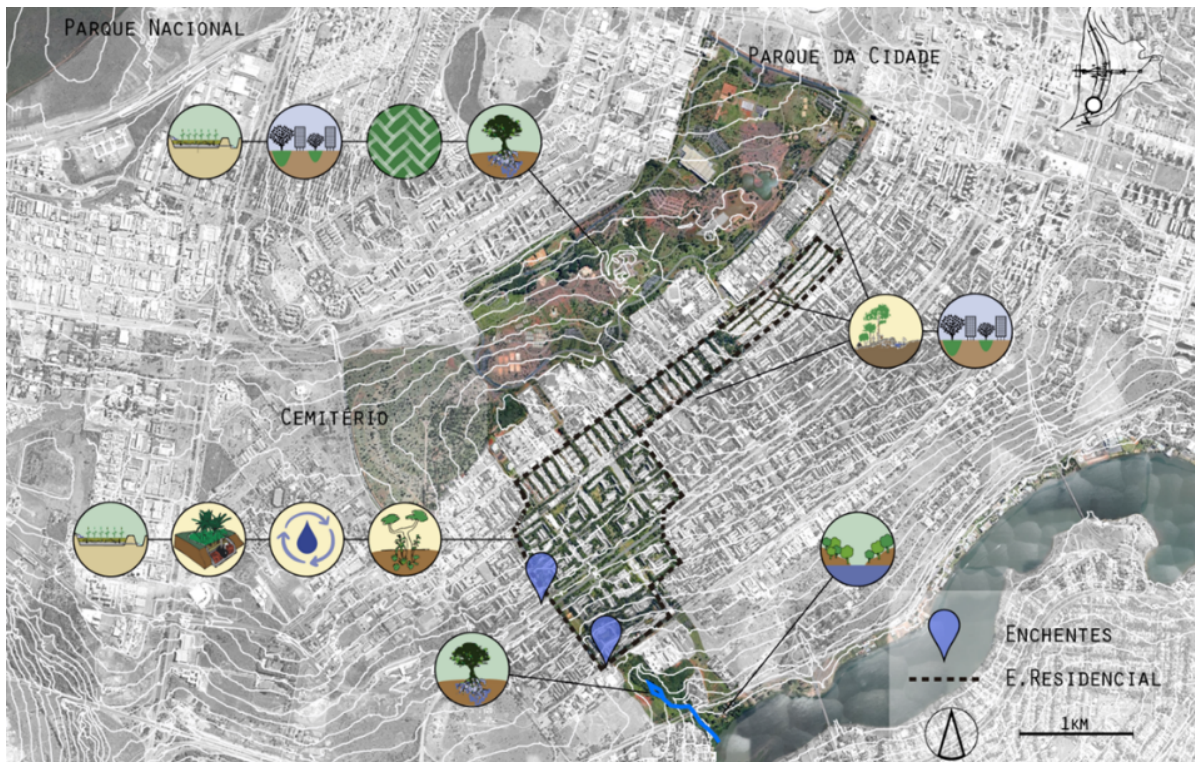 PARQUE NACIONAL
PARQUE DA CIDADE
CEMITÉRIO
ENCHENTES
E.RESIDENCIAL
1KM